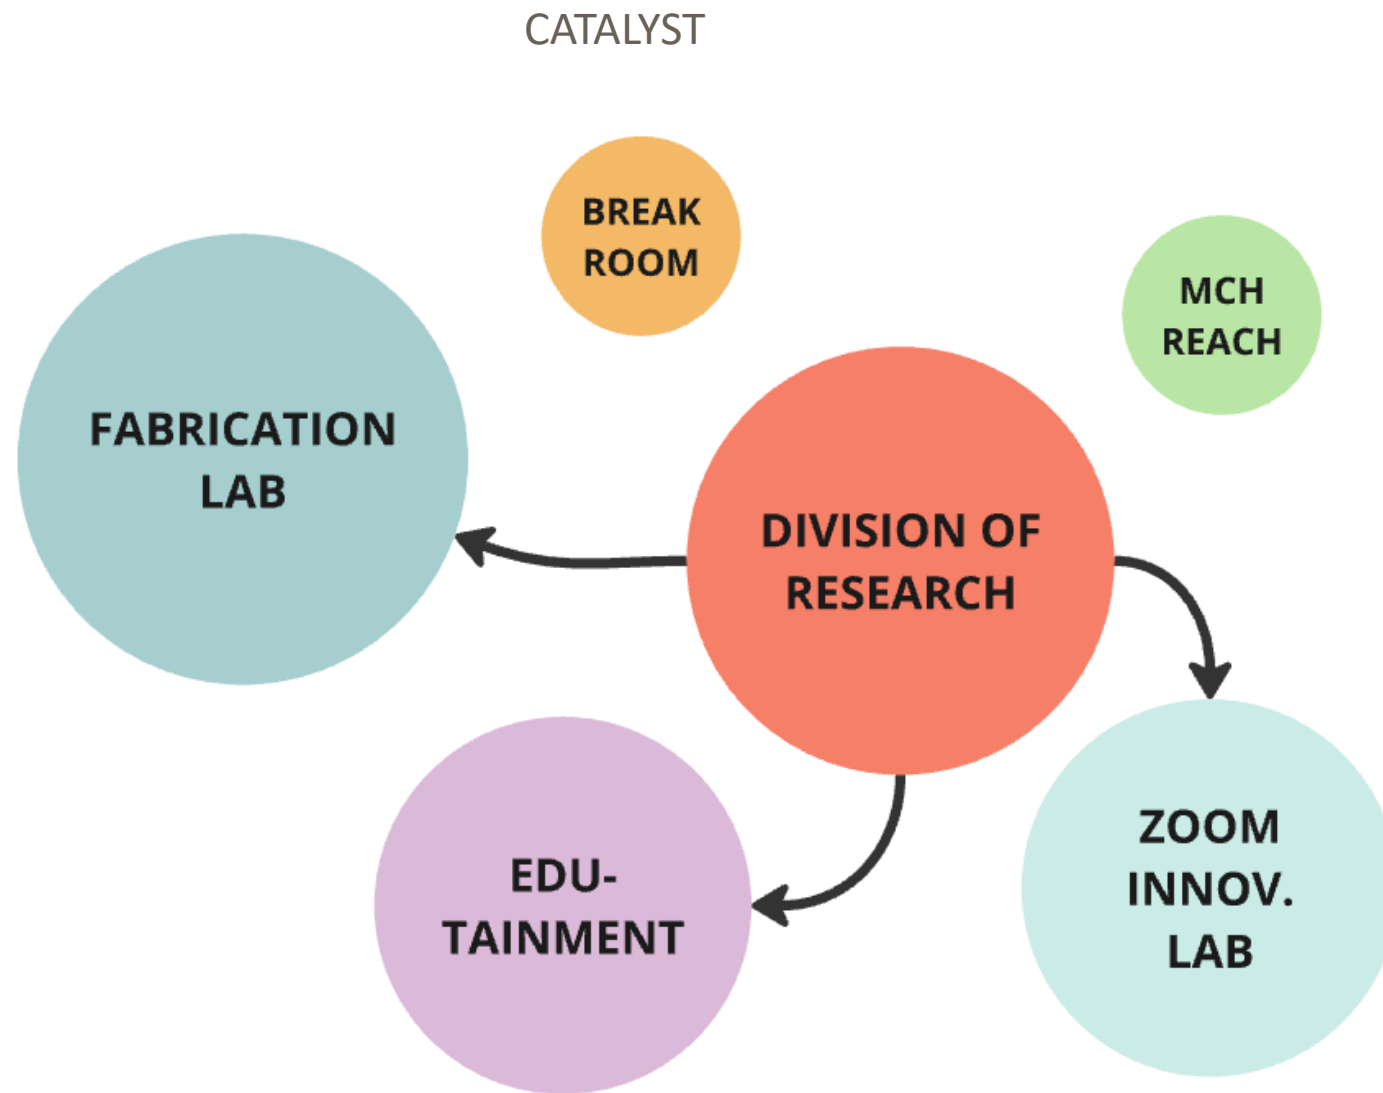 CATALYST
BREAK
ROOM
MCH
REACH
FABRICATION
LAB
DIVISION OF
RESEARCH
EDU-
TAINMENT
ZOOM
INNOV.
LAB